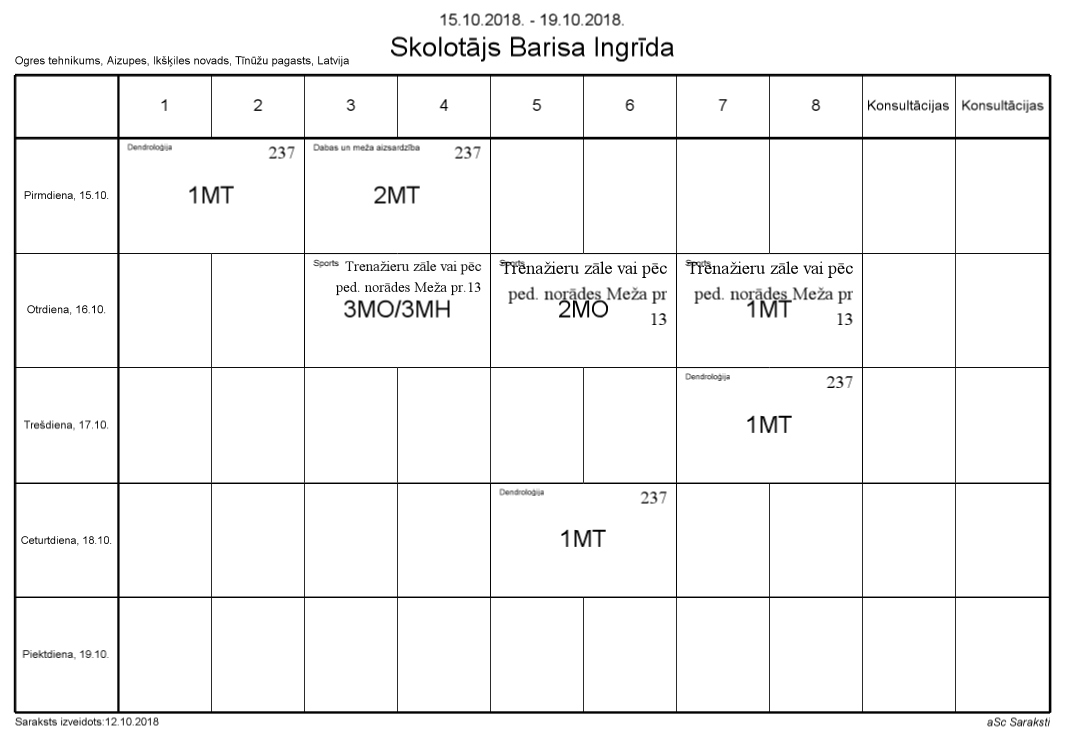 15.10.2018. - 19.10.2018.
Skolotājs Barisa Ingrīda
Ogres tehnikums, Aizupes, Ikšķiles novads, Tīnūžu pagasts, Latvija
1 2 3 4 5 6 7 8 Konsultācijas Konsultācijas
Pirmdiena, 15.10.
Dendroloģija 237
1MT
Dabas un meža aizsardzība 237
2MT
Otrdiena, 16.10.
Sports Trenažieru zāle vai pēc
ped. norādes Meža pr.13
3MO/3MH
Sports
Trenažieru zāle vai pēc
ped. norādes Meža pr
13
2MO
Sports
Trenažieru zāle vai pēc
ped. norādes Meža pr
13
1MT
Trešdiena, 17.10.
Dendroloģija 237
1MT
Ceturtdiena, 18.10.
Dendroloģija 237
1MT
Piektdiena, 19.10.
Saraksts izveidots:12.10.2018
aSc Saraksti